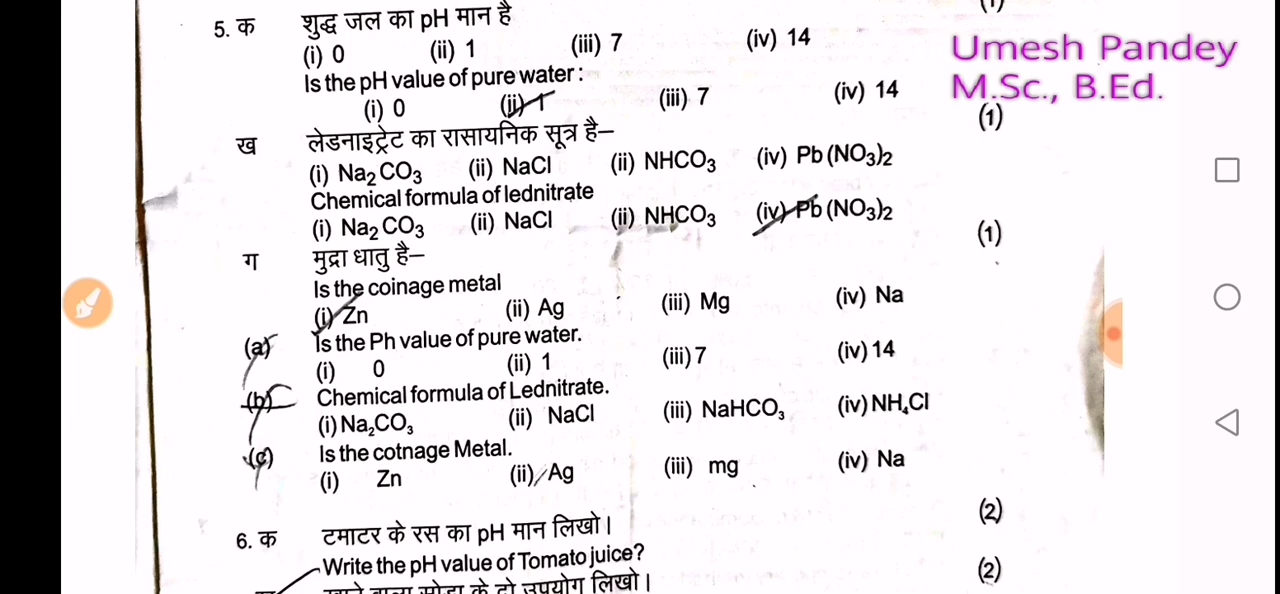 (1)
5. क शुद्ध जल का pH मान है
(i) 0 (ii) 1 (iii) 7 (iv) 14
Umesh Pandey
M.Sc., B.Ed.
Is the pH value of pure water :
(i) 0 (ii) 1 (iii) 7 (iv) 14
(1)
ख लेडनाइट्रेट का रासायनिक सूत्र है–
(i) Na₂CO₃ (ii) NaCl (ii) NHCO₃ (iv) Pb(NO₃)₂
Chemical formula of lednitrate
(i) Na₂CO₃ (ii) NaCl (ii) NHCO₃ (iv) Pb(NO₃)₂
(1)
ग मुद्रा धातु है–
Is the coinage metal
(i) Zn (ii) Ag (iii) Mg (iv) Na
(a) Is the Ph value of pure water.
(i) 0 (ii) 1 (iii) 7 (iv) 14
(b) Chemical formula of Lednitrate.
(i) Na₂CO₃ (ii) NaCl (iii) NaHCO₃ (iv) NH₄Cl
(c) Is the cotnage Metal.
(i) Zn (ii) Ag (iii) mg (iv) Na
6. क टमाटर के रस का pH मान लिखो। (2)
Write the pH value of Tomato juice?
खाने वाला सोडा के दो उपयोग लिखो। (2)